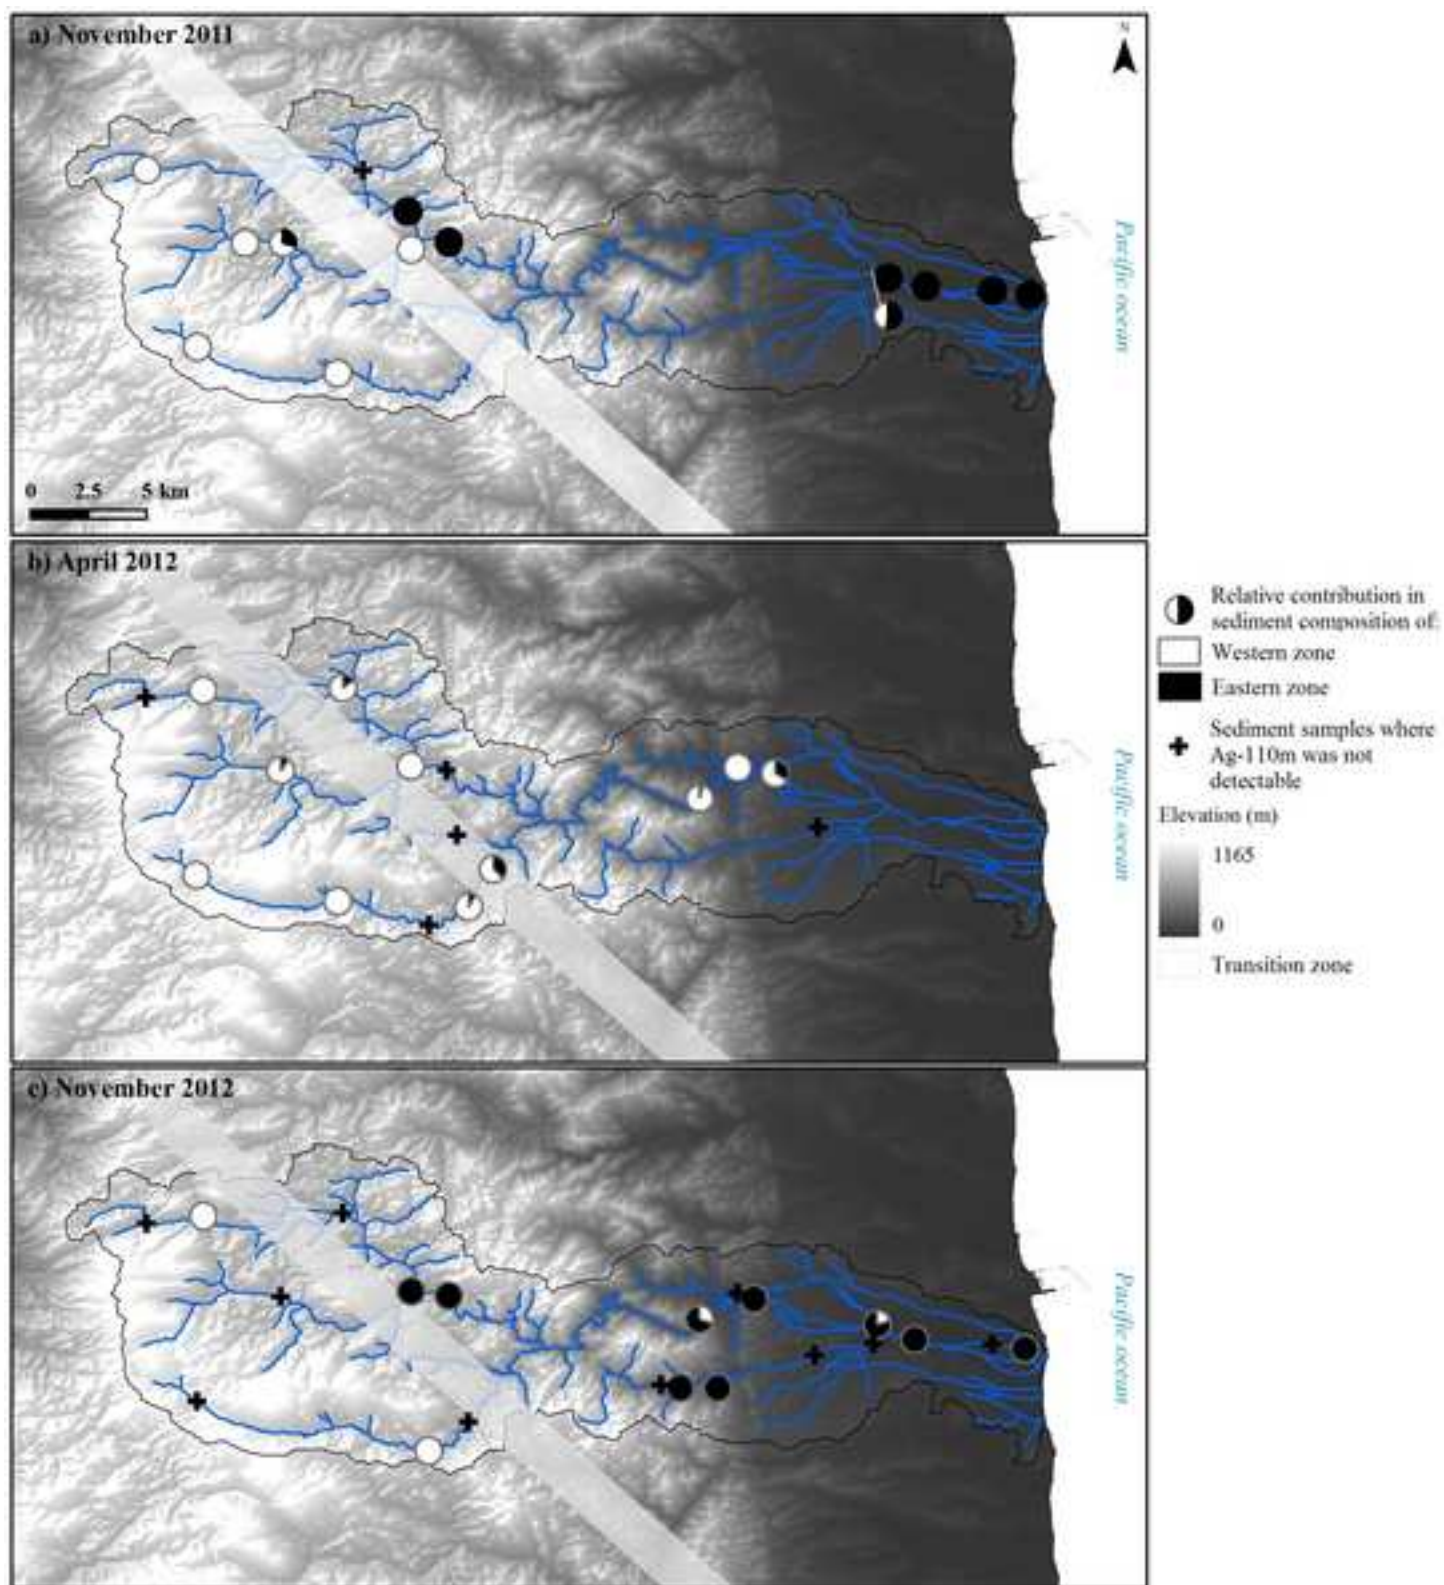 a) November 2011
N
Pacific ocean
0 2.5 5 km
b) April 2012
Pacific ocean
Relative contribution in
sediment composition of:
Western zone
Eastern zone
Sediment samples where
Ag-110m was not
detectable
Elevation (m)
1165
0
Transition zone
c) November 2012
Pacific ocean